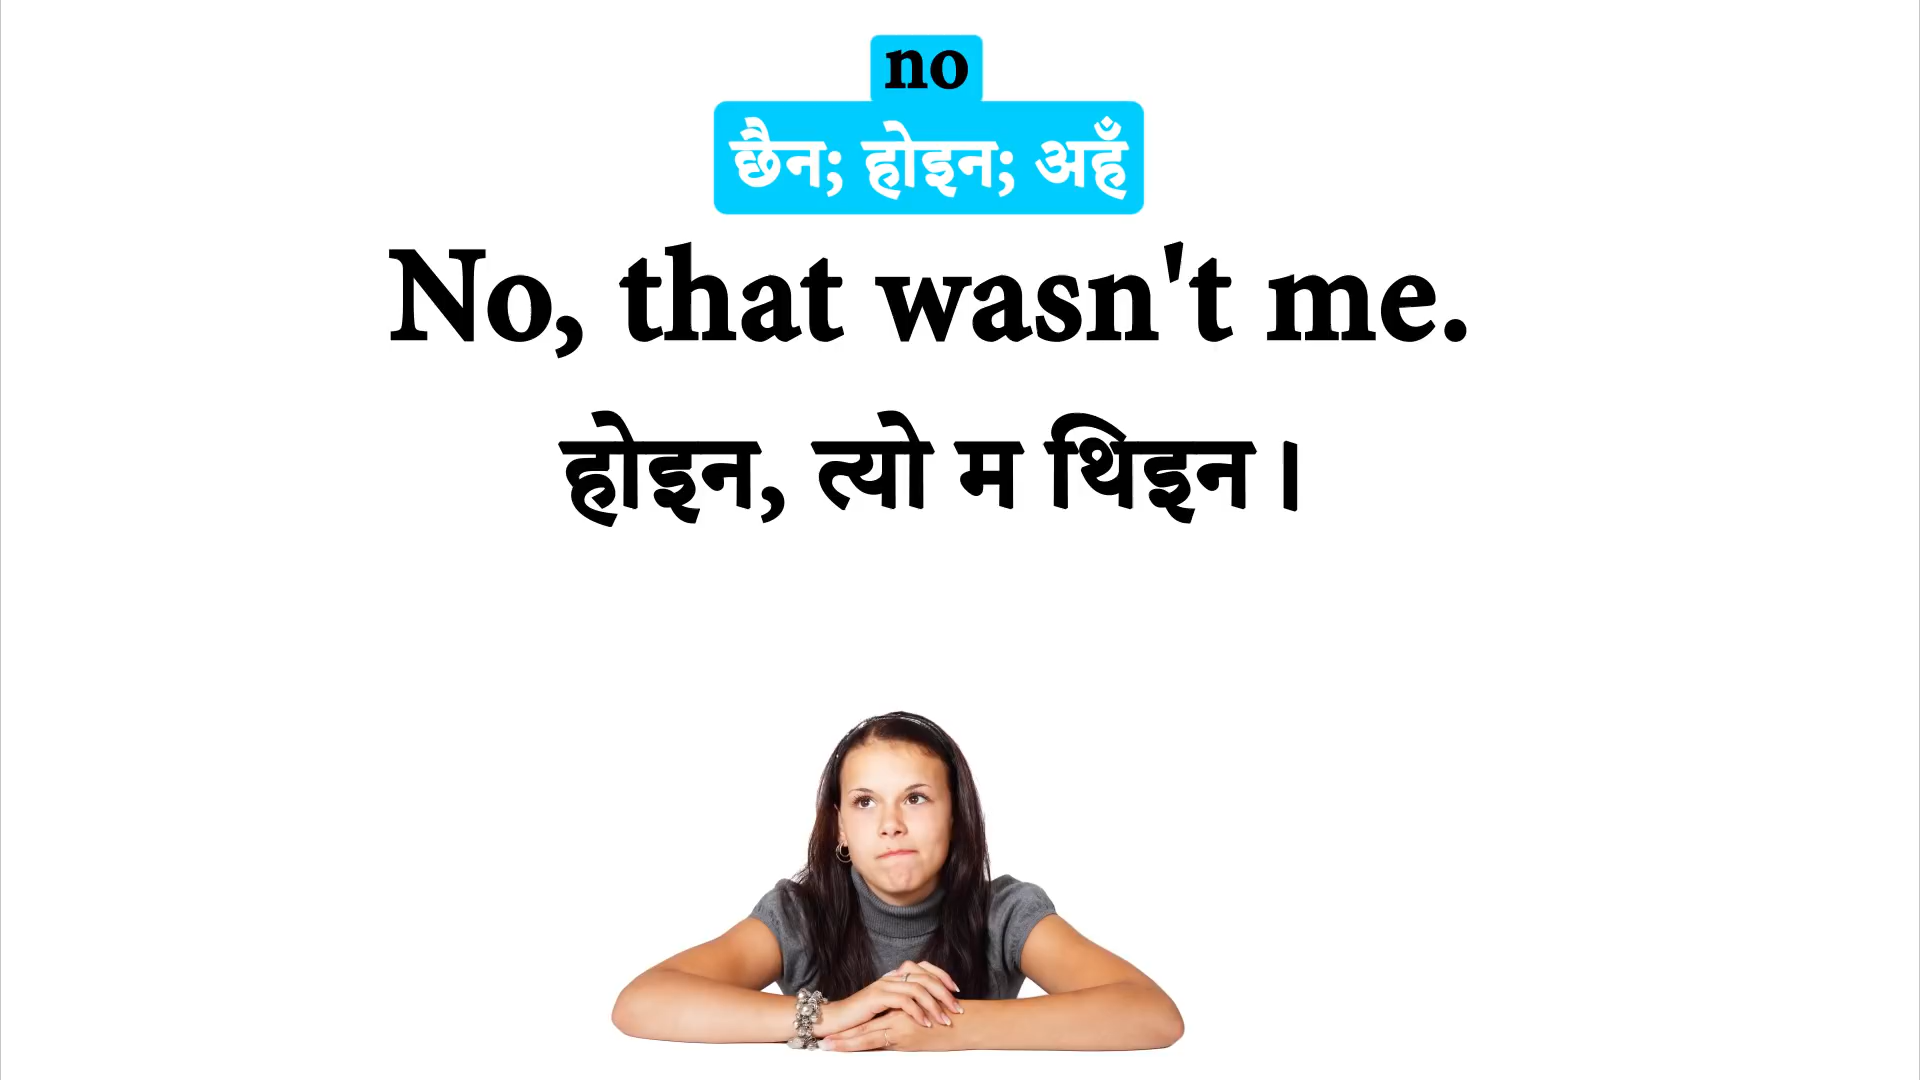 no
छैन; होइन; अहँ
No, that wasn't me.
होइन, त्यो म थिइन।